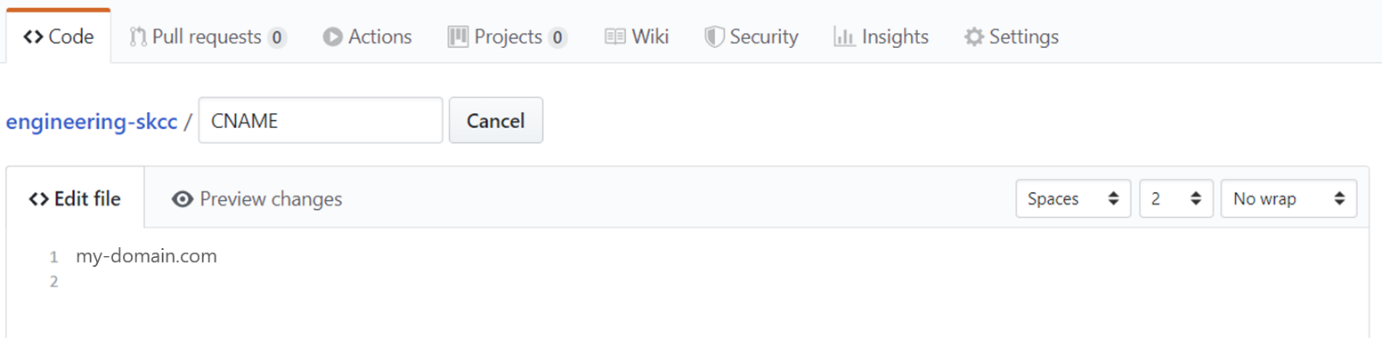 <> Code Pull requests 0 Actions Projects 0 Wiki Security Insights Settings
engineering-skcc / CNAME Cancel
<> Edit file Preview changes Spaces 2 No wrap
1 my-domain.com
2